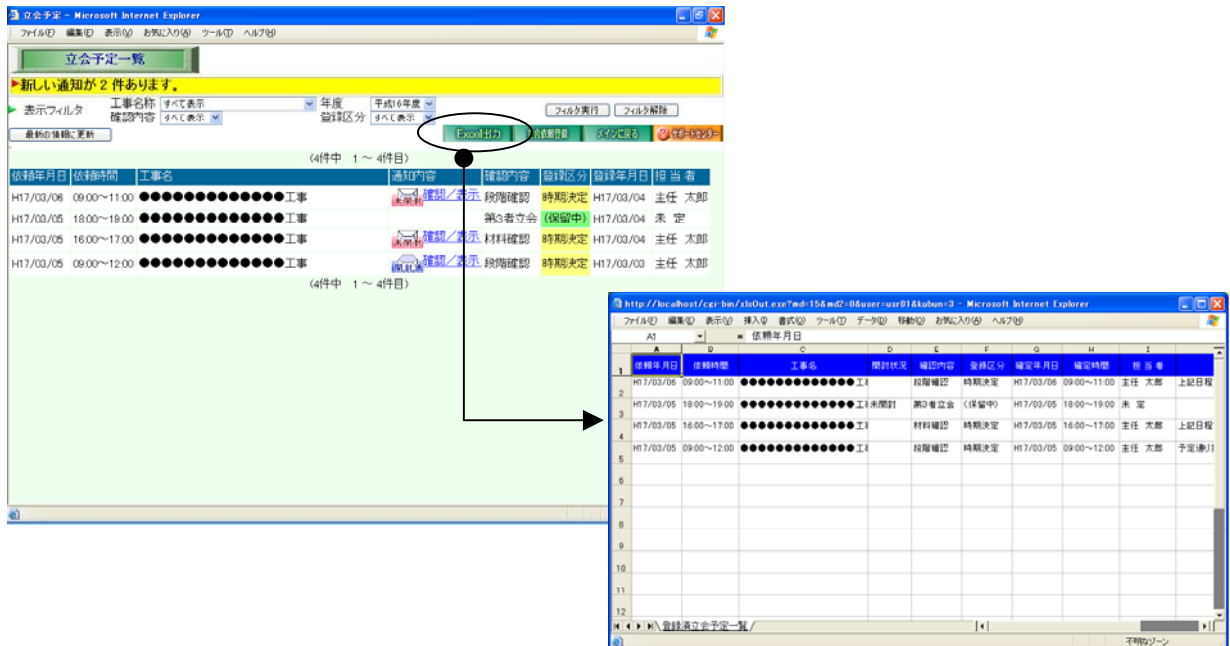 立会予定 - Microsoft Internet Explorer
ファイル(F) 編集(E) 表示(V) お気に入り(A) ツール(T) ヘルプ(H)
立会予定一覧
▶新しい通知が 2 件あります。
表示フィルタ 工事名称 すべて表示 年度 平成16年度 フィルタ実行 フィルタ解除
確認内容 すべて表示 登録区分 すべて表示
最新の情報に更新 Excel出力 メインに戻る サポートセンター
(4件中 1 ～ 4件目)
依頼年月日 依頼時間 工事名 通知内容 確認内容 登録区分 登録年月日 担 当 者
H17/03/06 09:00～11:00 ●●●●●●●●●●●●●工事 未開封 確認／表示 段階確認 時期決定 H17/03/04 主任 太郎
H17/03/05 18:00～19:00 ●●●●●●●●●●●●●工事 第3者立会 (保留中) H17/03/04 未 定
H17/03/05 16:00～17:00 ●●●●●●●●●●●●●工事 未開封 確認／表示 材料確認 時期決定 H17/03/04 主任 太郎
H17/03/05 09:00～12:00 ●●●●●●●●●●●●●工事 開封済 確認／表示 段階確認 時期決定 H17/03/03 主任 太郎
(4件中 1 ～ 4件目)
http://localhost/cgi-bin/xlsOut.exe?md=15&md2=0&user=usr01&kubun=3 - Microsoft Internet Explorer
ファイル(F) 編集(E) 表示(V) 挿入(I) 書式(O) ツール(T) データ(D) 移動(G) お気に入り(A) ヘルプ(H)
A1 = 依頼年月日
A B C D E F G H I
1 依頼年月日 依頼時間 工事名 開封状況 確認内容 登録区分 確定年月日 確定時間 担 当 者
2 H17/03/06 09:00～11:00 ●●●●●●●●●●●●●工事 段階確認 時期決定 H17/03/06 09:00～11:00 主任 太郎 上記日程
3 H17/03/05 18:00～19:00 ●●●●●●●●●●●●●工事 未開封 第3者立会 (保留中) H17/03/05 18:00～19:00 未 定
4 H17/03/05 16:00～17:00 ●●●●●●●●●●●●●工事 材料確認 時期決定 H17/03/05 16:00～17:00 主任 太郎 上記日程
5 H17/03/05 09:00～12:00 ●●●●●●●●●●●●●工事 段階確認 時期決定 H17/03/05 09:00～12:00 主任 太郎 予定通り
6
7
8
9
10
11
12
登録済立会予定一覧
不明なゾーン